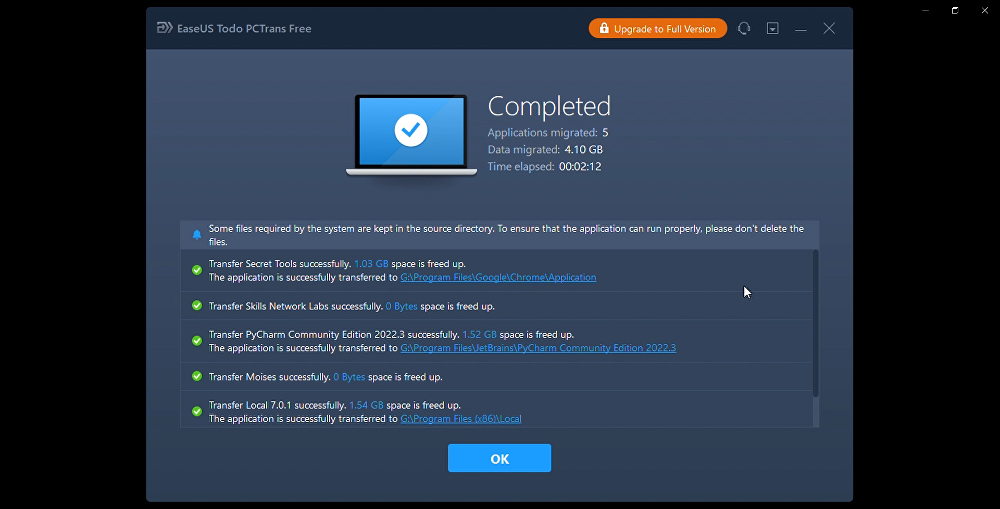 EaseUS Todo PCTrans Free
Upgrade to Full Version
Completed
Applications migrated: 5
Data migrated: 4.10 GB
Time elapsed: 00:02:12
Some files required by the system are kept in the source directory. To ensure that the application can run properly, please don't delete the
files.
Transfer Secret Tools successfully. 1.03 GB space is freed up.
The application is successfully transferred to G:\Program Files\Google\Chrome\Application
Transfer Skills Network Labs successfully. 0 Bytes space is freed up.
Transfer PyCharm Community Edition 2022.3 successfully. 1.52 GB space is freed up.
The application is successfully transferred to G:\Program Files\JetBrains\PyCharm Community Edition 2022.3
Transfer Moises successfully. 0 Bytes space is freed up.
Transfer Local 7.0.1 successfully. 1.54 GB space is freed up.
The application is successfully transferred to G:\Program Files (x86)\Local
OK